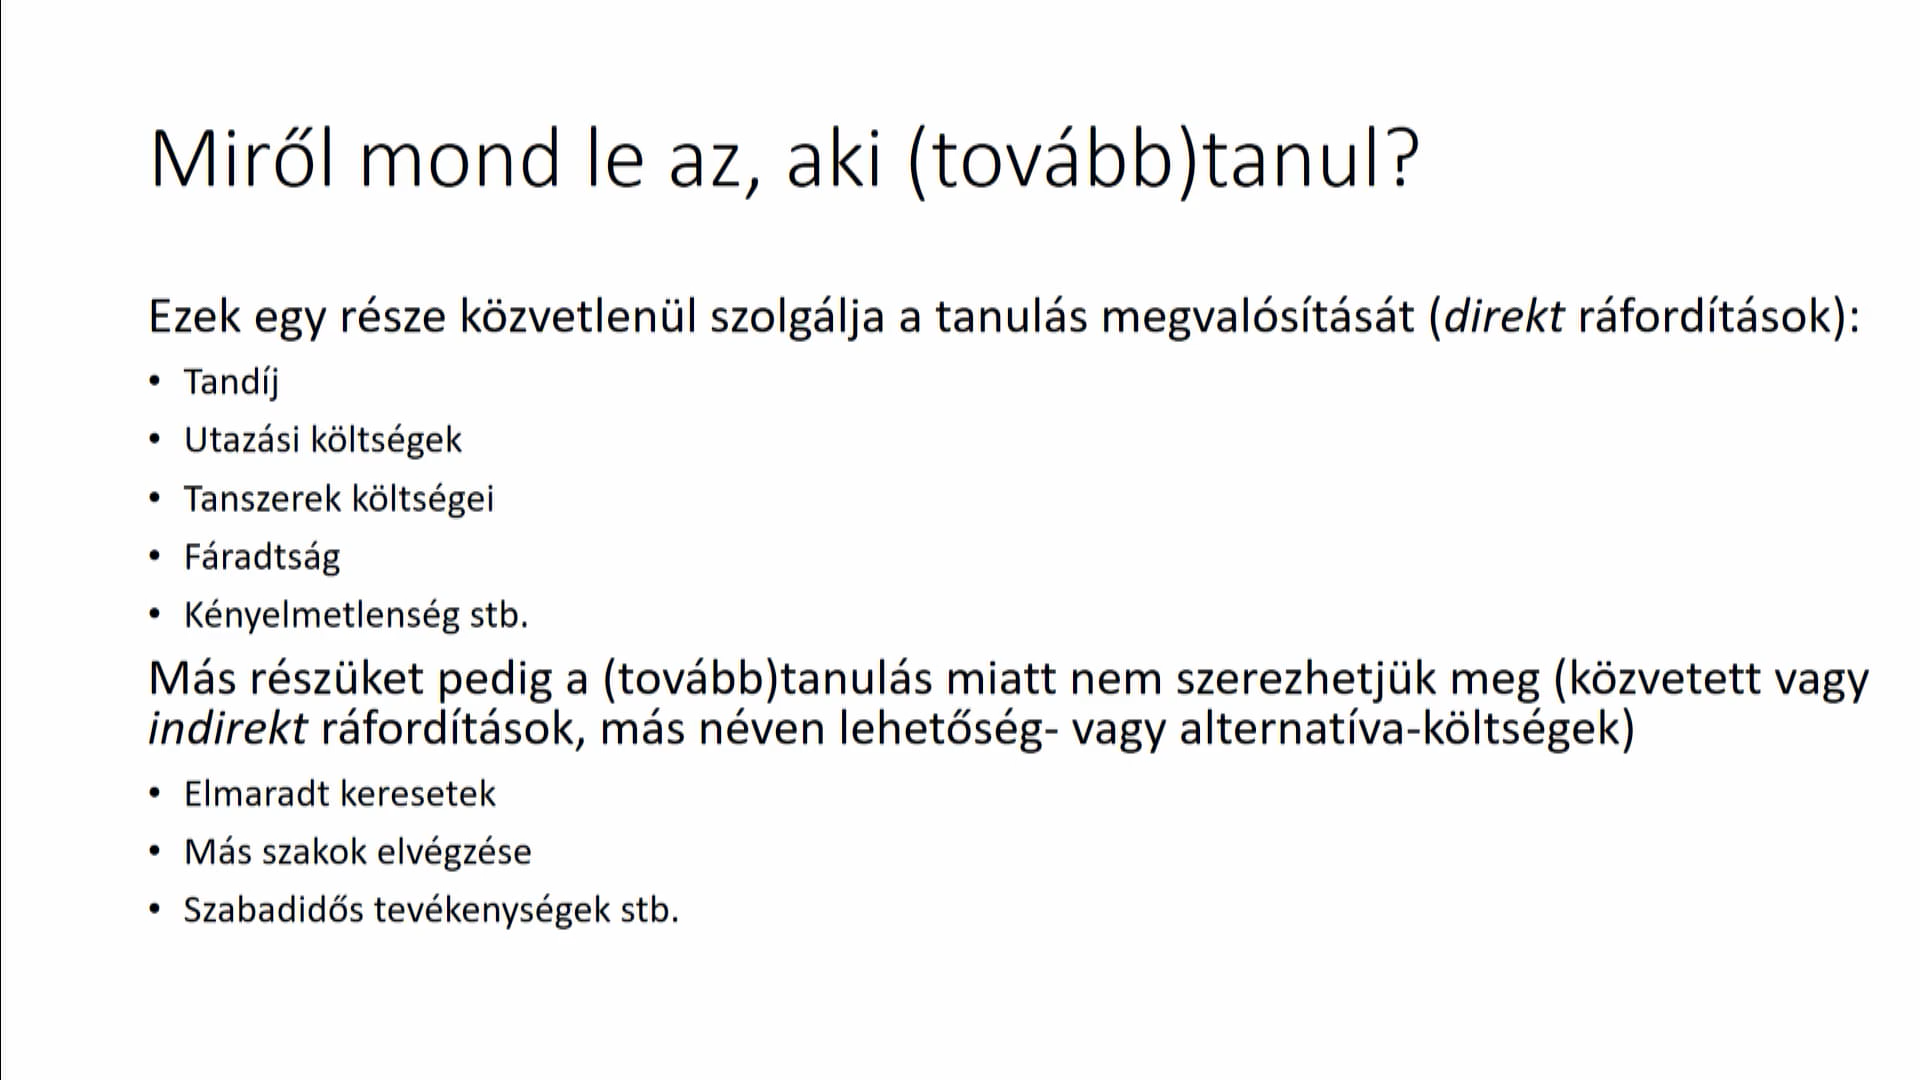 Miről mond le az, aki (tovább)tanul?
Ezek egy része közvetlenül szolgálja a tanulás megvalósítását (direkt ráfordítások):
• Tandíj
• Utazási költségek
• Tanszerek költségei
• Fáradtság
• Kényelmetlenség stb.
Más részüket pedig a (tovább)tanulás miatt nem szerezhetjük meg (közvetett vagy
indirekt ráfordítások, más néven lehetőség- vagy alternatíva-költségek)
• Elmaradt keresetek
• Más szakok elvégzése
• Szabadidős tevékenységek stb.